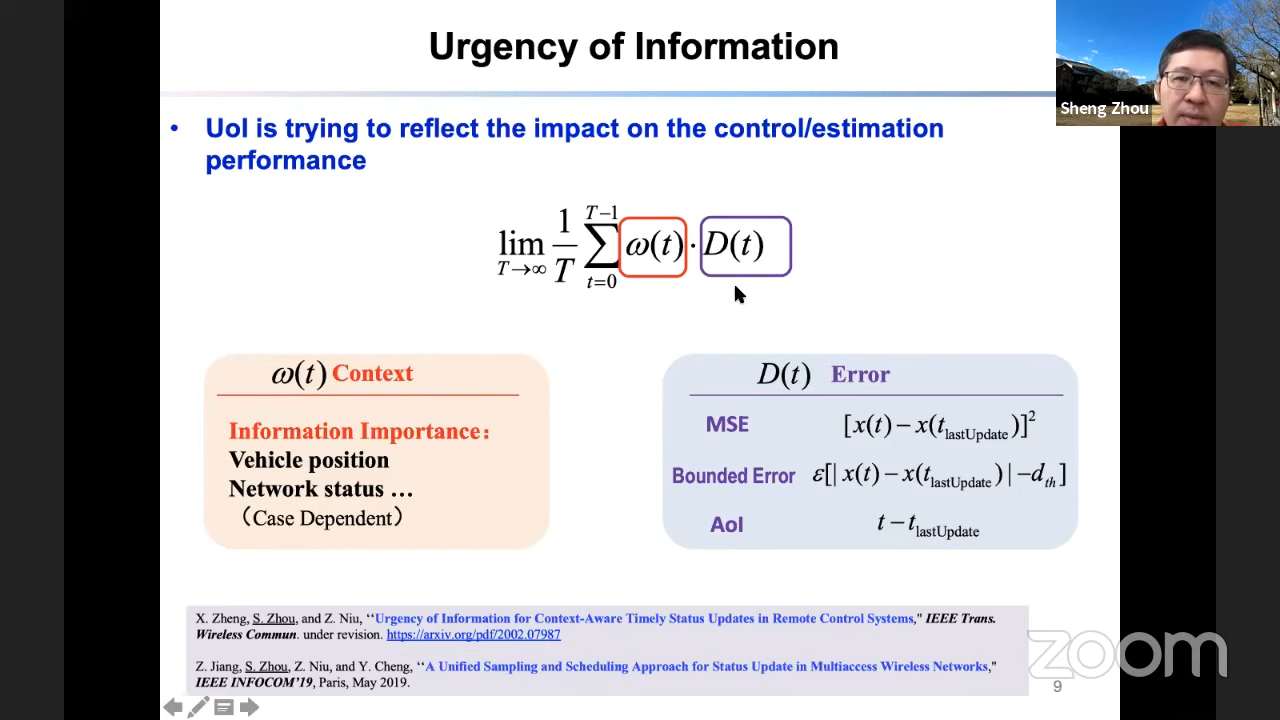 Urgency of Information
Sheng Zhou
• UoI is trying to reflect the impact on the control/estimation
performance
lim T→∞ 1/T ∑ t=0 T−1 ω(t) · D(t)
ω(t) Context
Information Importance：
Vehicle position
Network status ...
（Case Dependent）
D(t) Error
MSE [x(t) − x(t_lastUpdate)]²
Bounded Error ε[| x(t) − x(t_lastUpdate) | −d_th]
AoI t − t_lastUpdate
X. Zheng, S. Zhou, and Z. Niu, ‘‘Urgency of Information for Context-Aware Timely Status Updates in Remote Control Systems," IEEE Trans.
Wireless Commun. under revision. https://arxiv.org/pdf/2002.07987
Z. Jiang, S. Zhou, Z. Niu, and Y. Cheng, ‘‘A Unified Sampling and Scheduling Approach for Status Update in Multiaccess Wireless Networks,"
IEEE INFOCOM'19, Paris, May 2019.
zoom
9